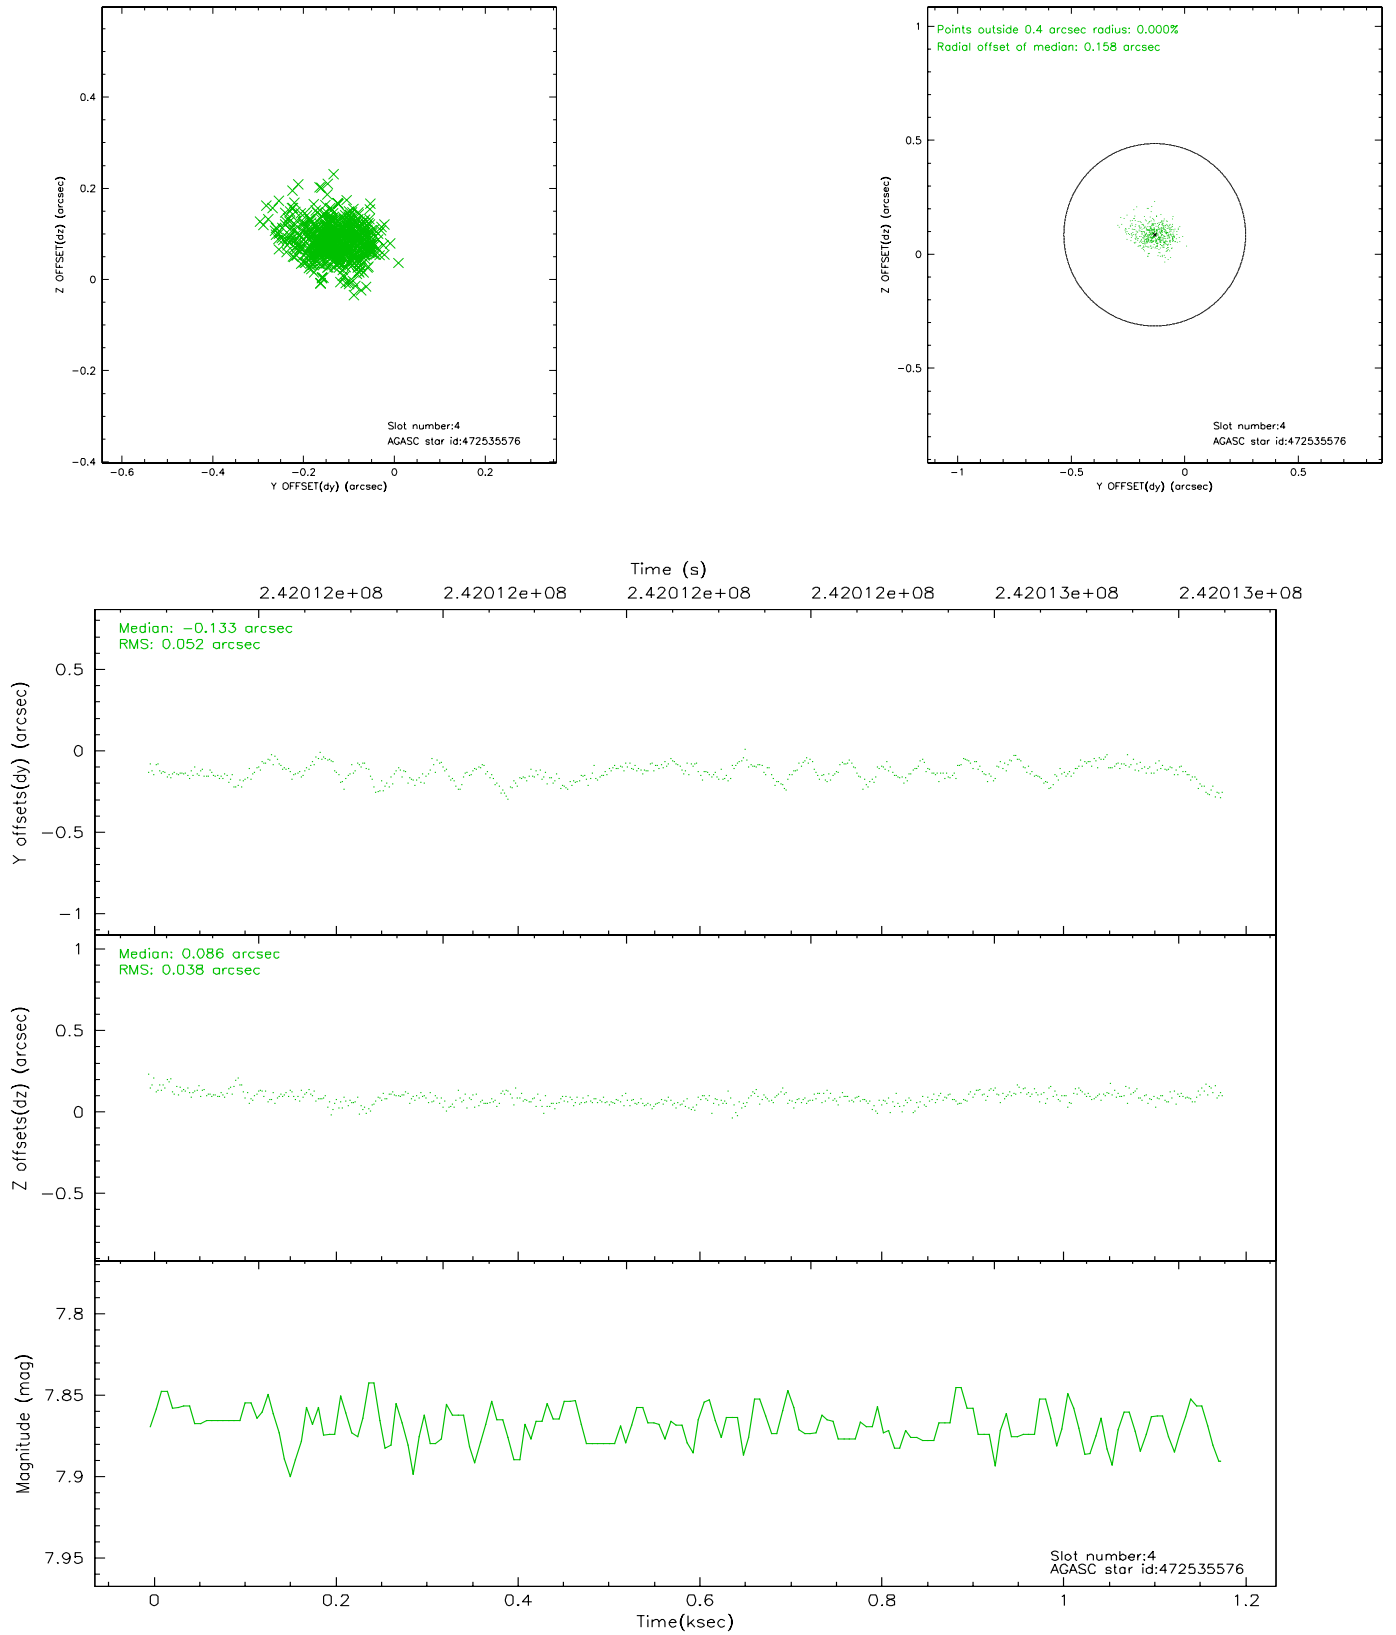 0.4
0.2
0
−0.2
−0.4
Z OFFSET(dz) (arcsec)
−0.6
−0.4
−0.2
0
0.2
Y OFFSET(dy) (arcsec)
Slot number:4
AGASC star id:472535576
Points outside 0.4 arcsec radius: 0.000%
Radial offset of median: 0.158 arcsec
1
0.5
0
−0.5
Z OFFSET(dz) (arcsec)
−1
−0.5
0
0.5
Y OFFSET(dy) (arcsec)
Slot number:4
AGASC star id:472535576
Time (s)
2.42012e+08
2.42012e+08
2.42012e+08
2.42012e+08
2.42013e+08
2.42013e+08
Median: −0.133 arcsec
RMS: 0.052 arcsec
0.5
0
−0.5
−1
Y offsets(dy) (arcsec)
Median: 0.086 arcsec
RMS: 0.038 arcsec
1
0.5
0
−0.5
Z offsets(dz) (arcsec)
7.8
7.85
7.9
7.95
Magnitude (mag)
Slot number:4
AGASC star id:472535576
0
0.2
0.4
0.6
0.8
1
1.2
Time(ksec)